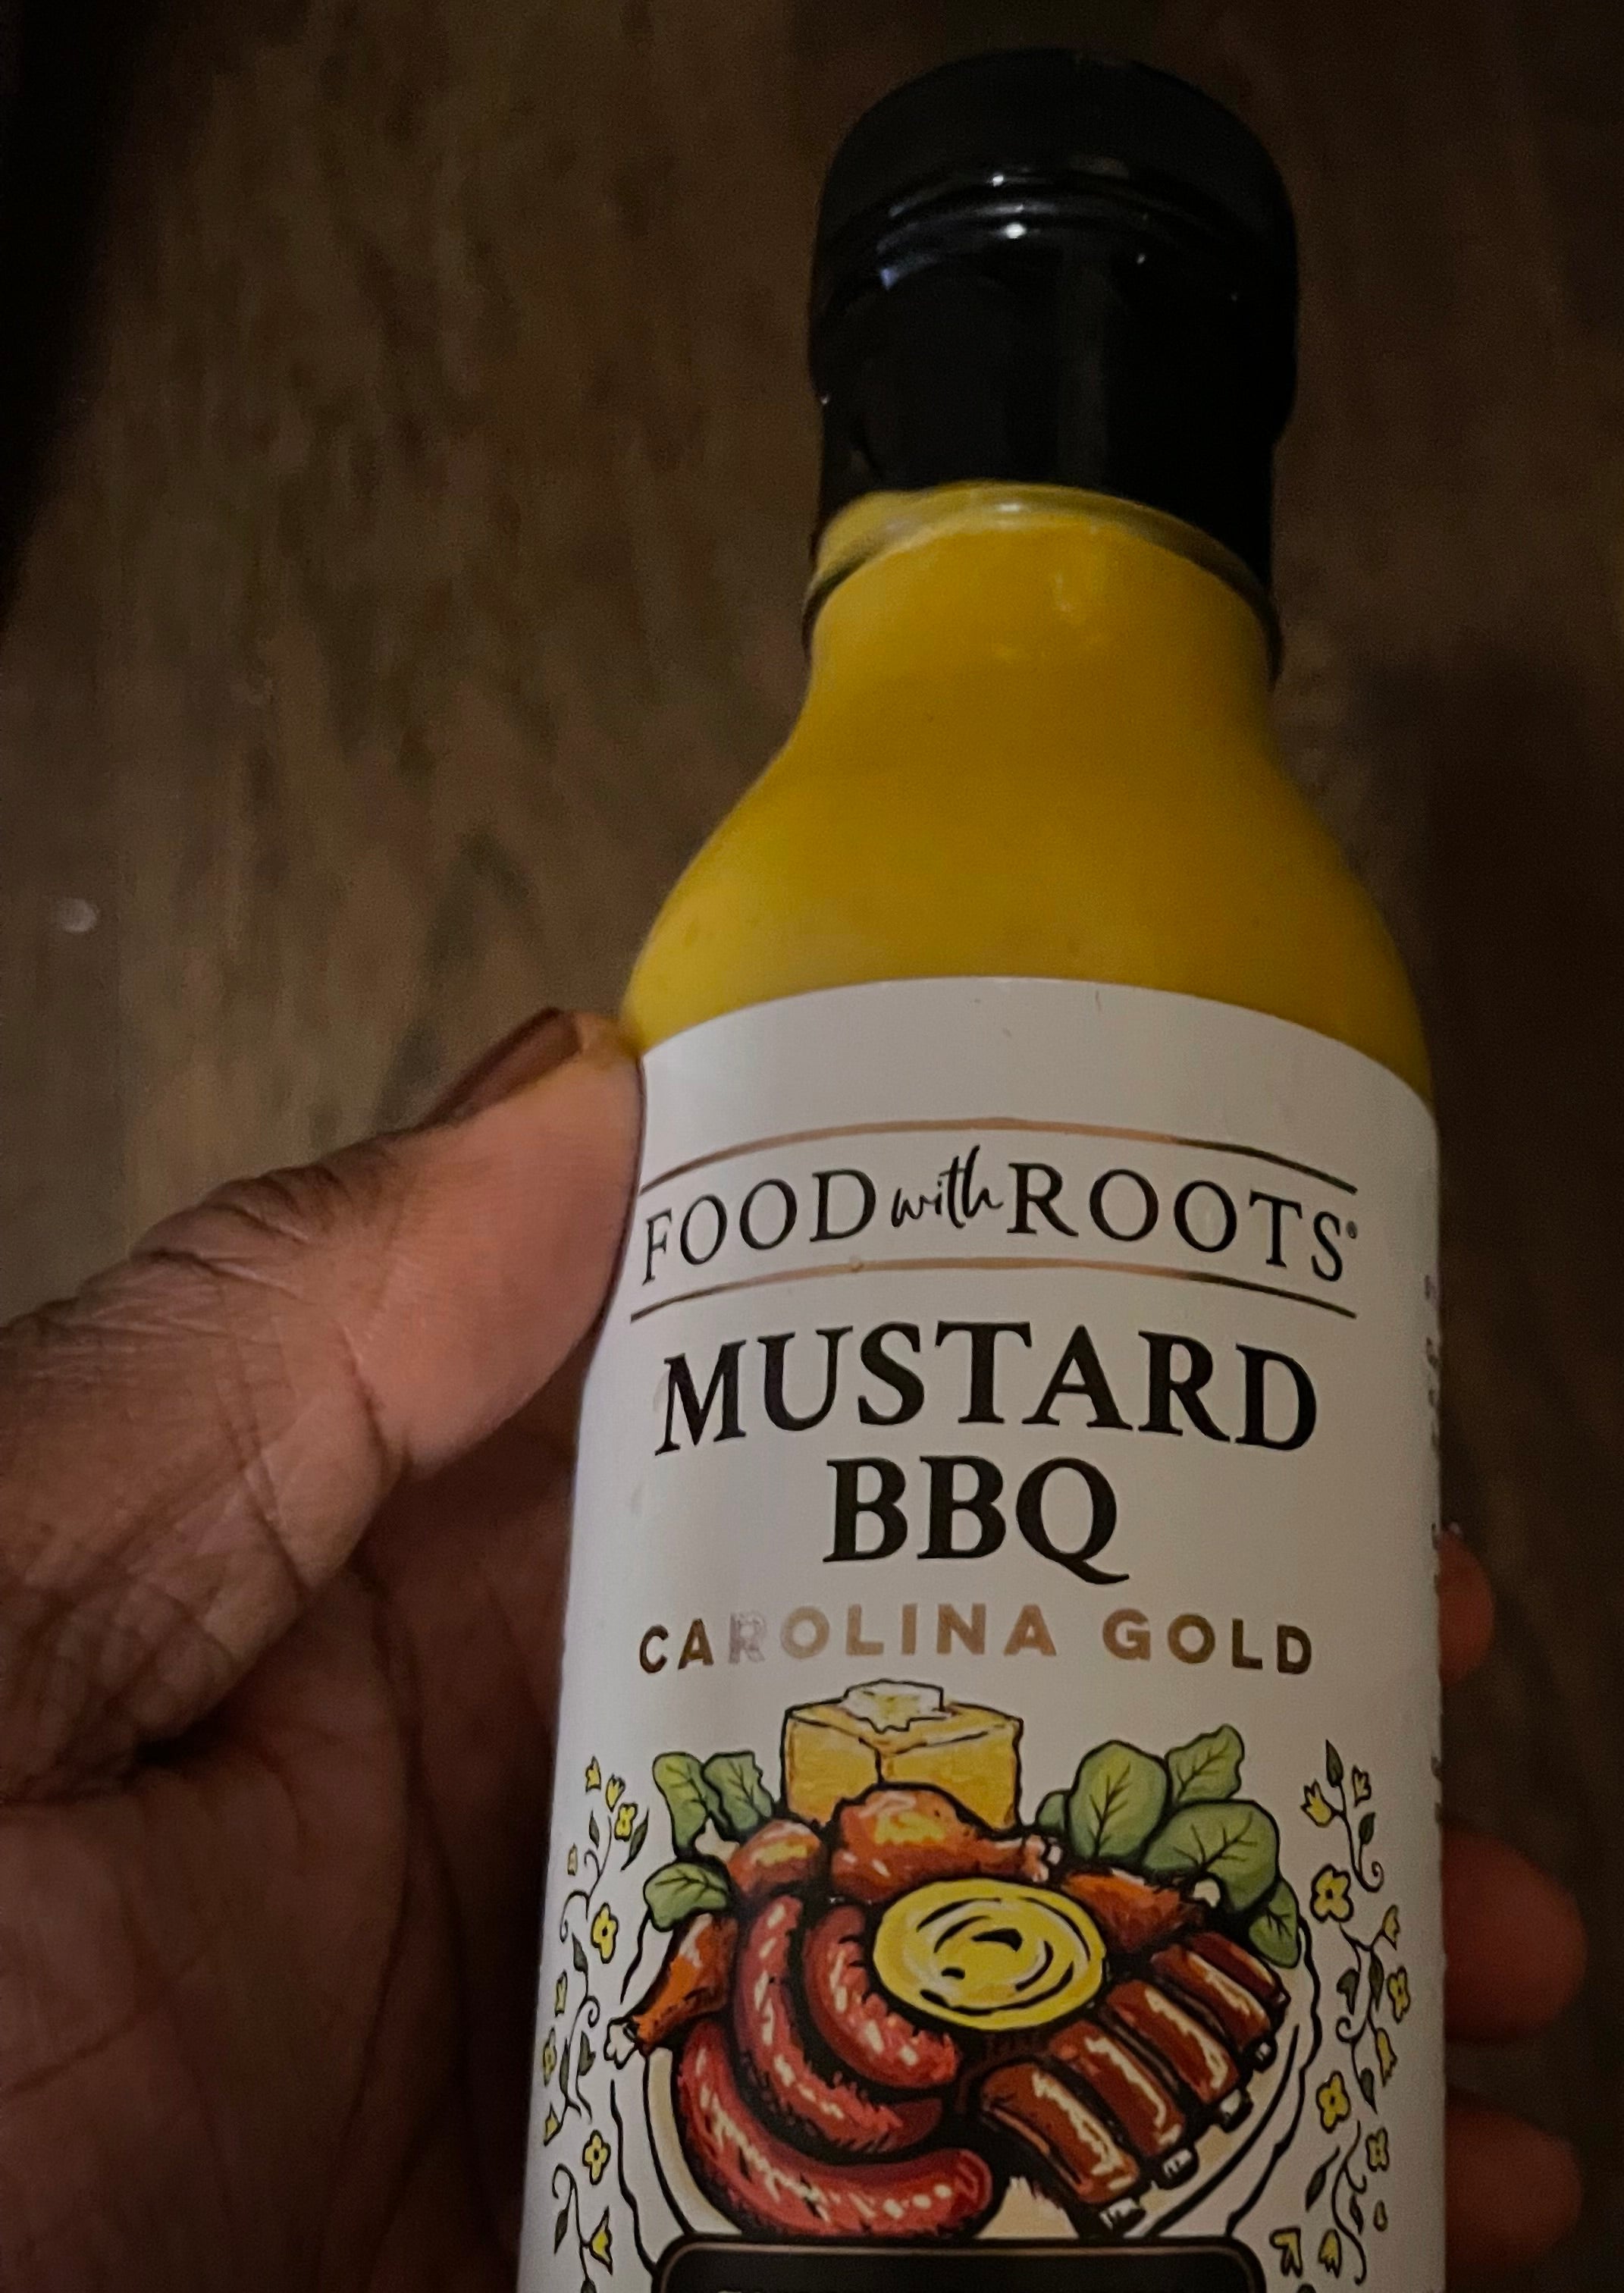 FOOD with ROOTS®
MUSTARD
BBQ
CAROLINA GOLD